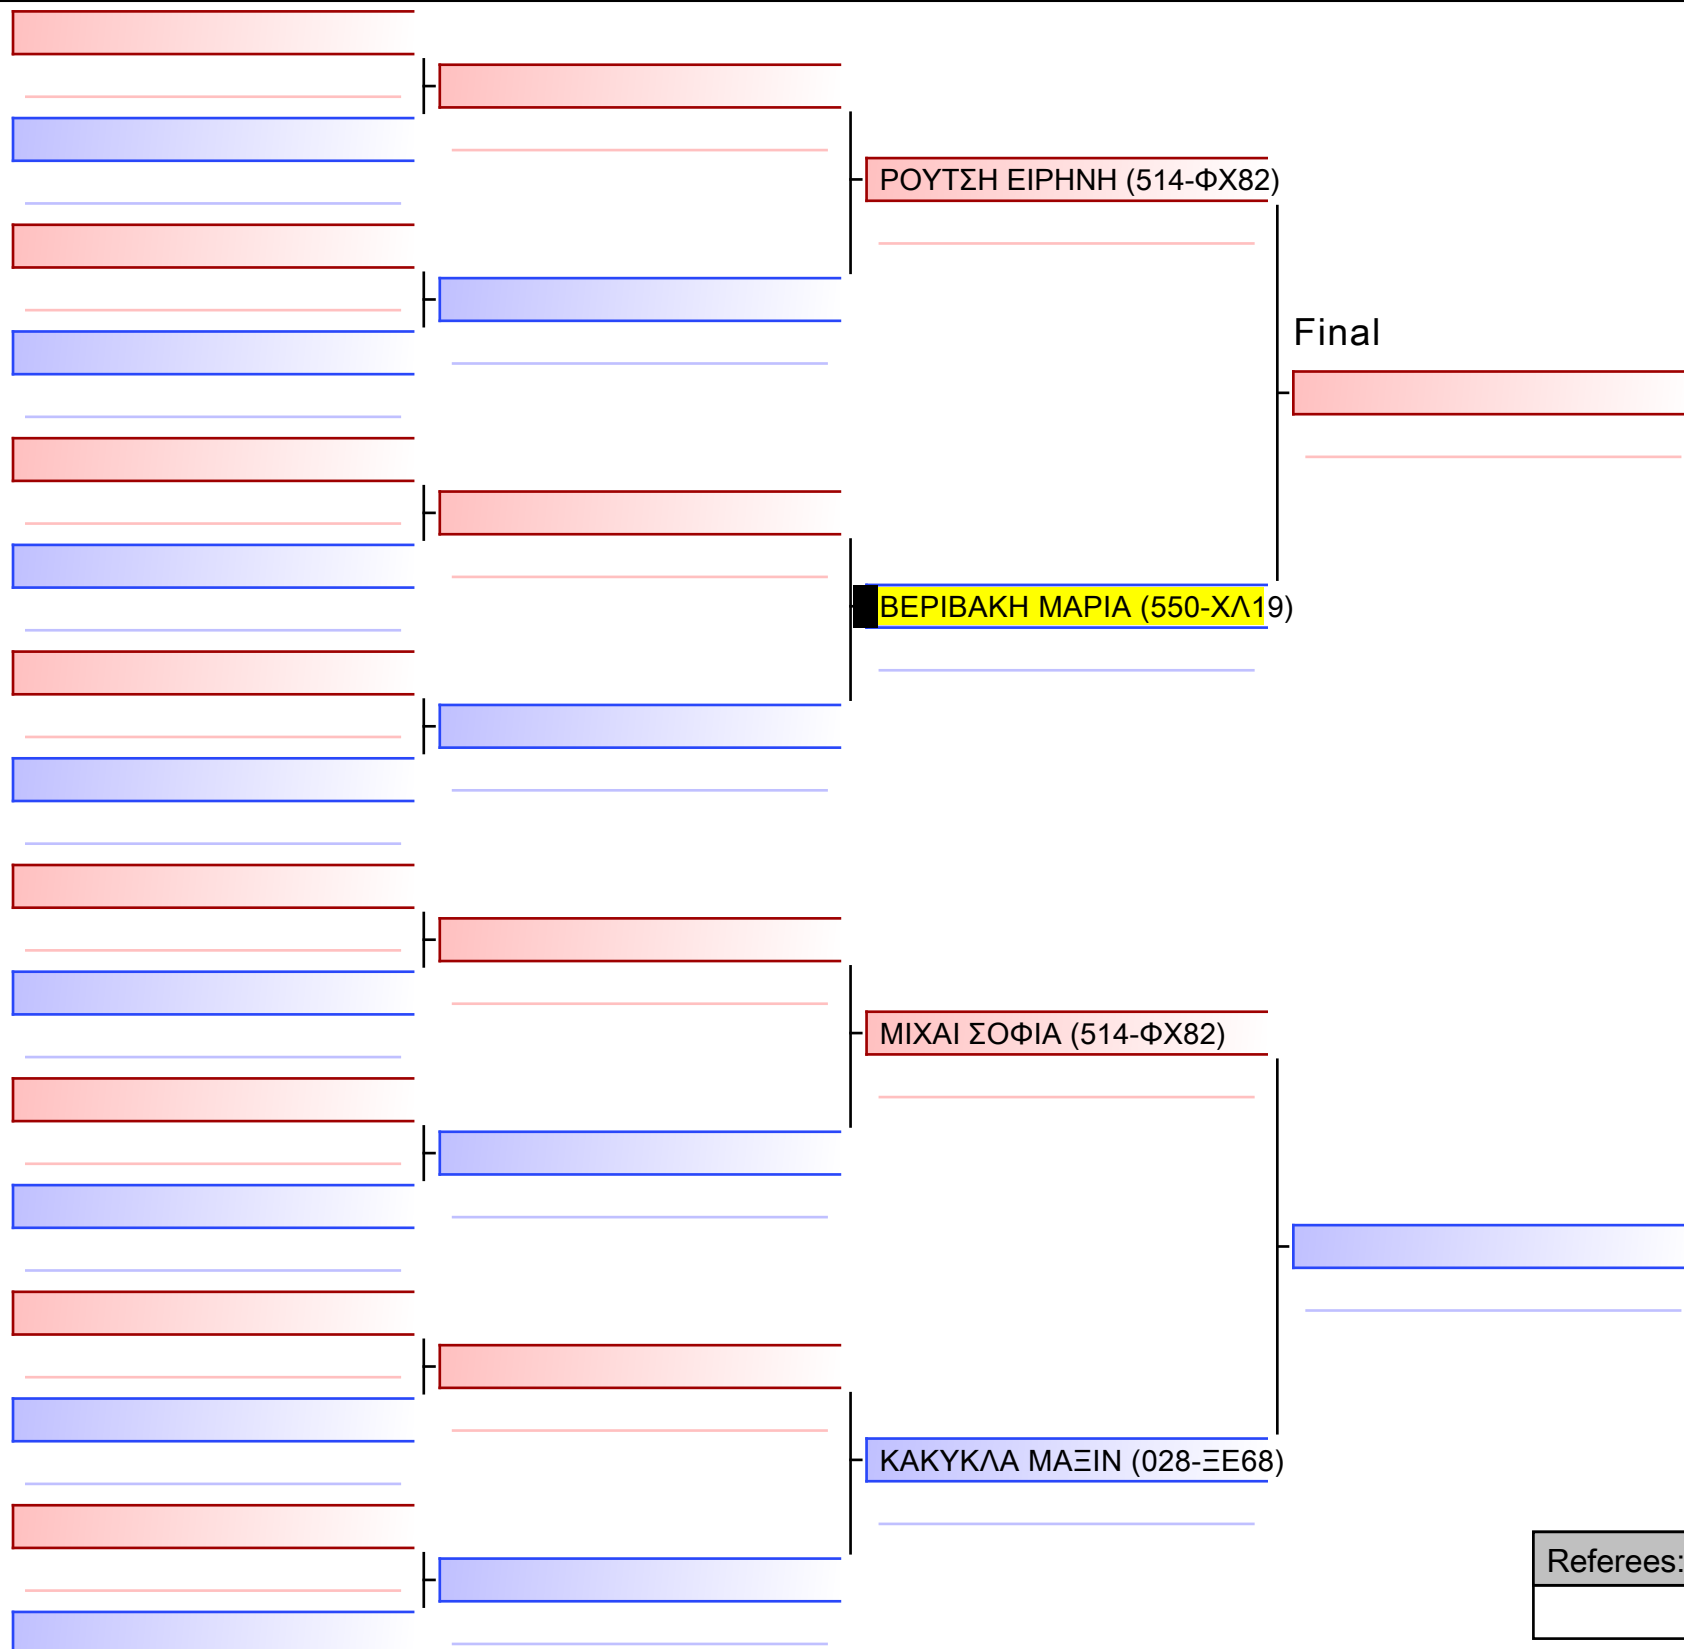 ΡΟΥΤΣΗ ΕΙΡΗΝΗ (514-ΦΧ82)
Final
ΒΕΡΙΒΑΚΗ ΜΑΡΙΑ (550-ΧΛ19)
ΜΙΧΑΙ ΣΟΦΙΑ (514-ΦΧ82)
ΚΑΚΥΚΛΑ ΜΑΞΙΝ (028-ΞΕ68)
Referees: